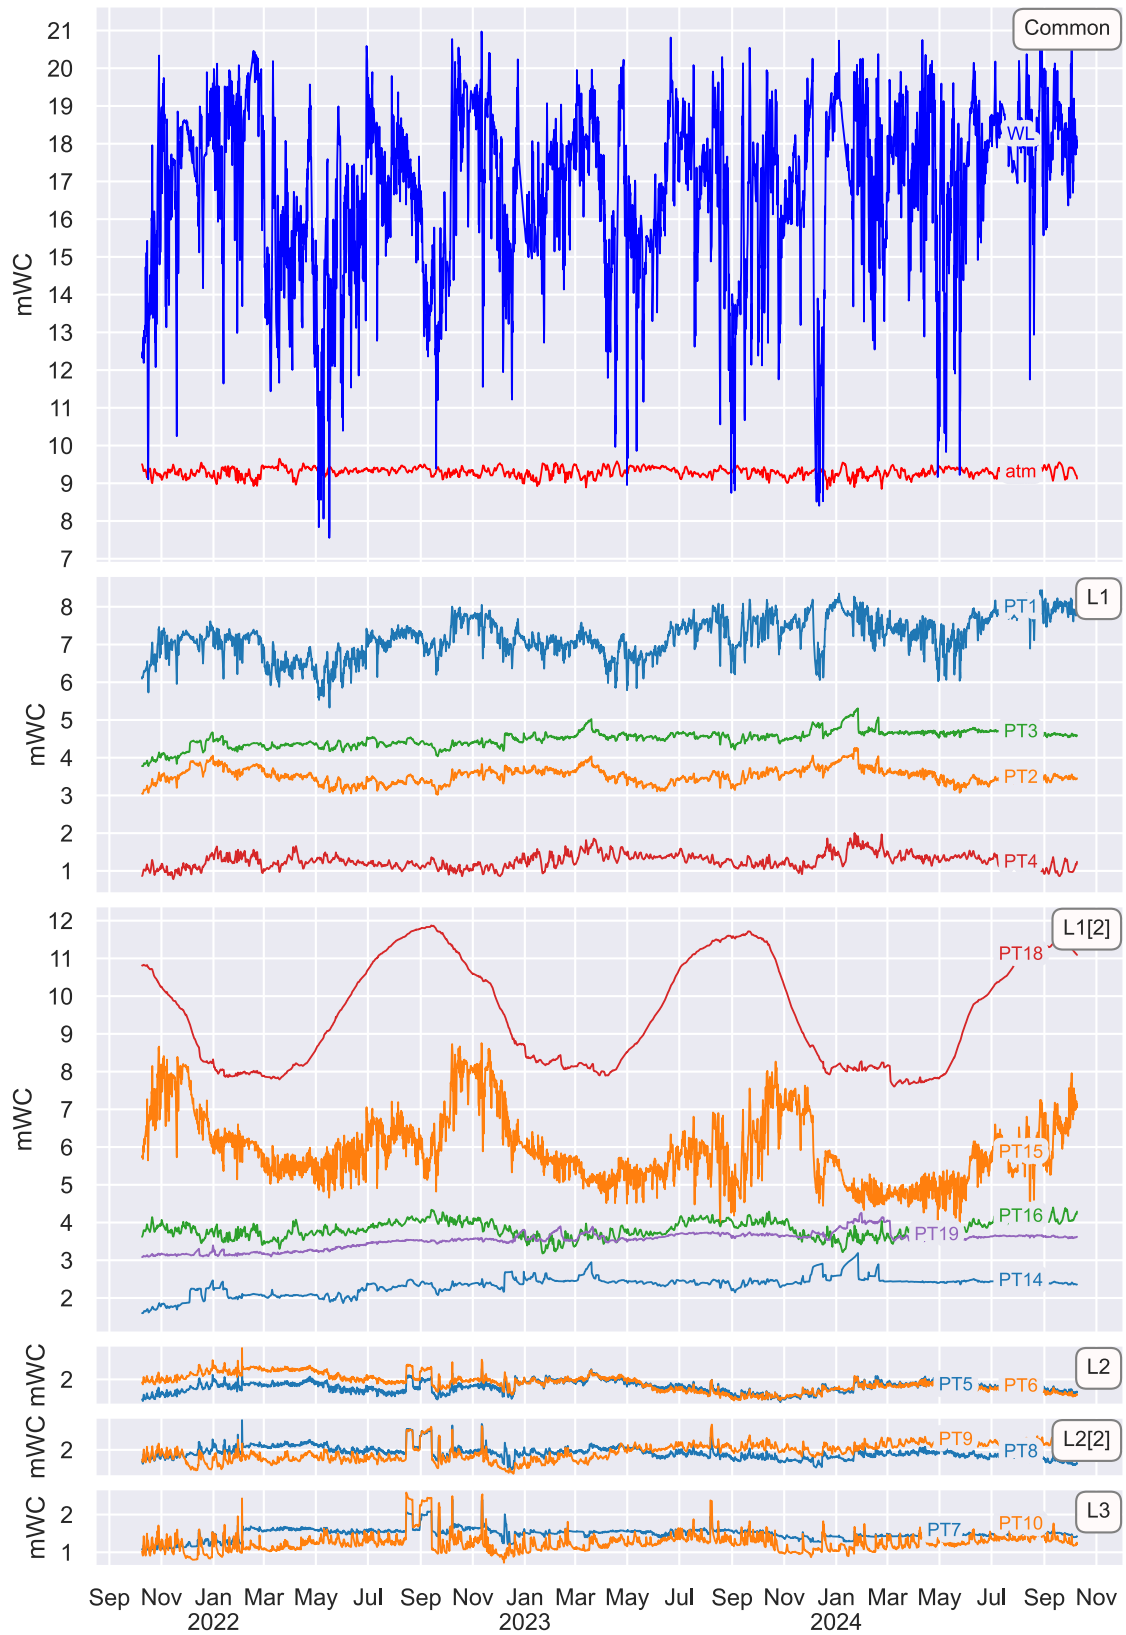 Common
21
20
19
18
17
16
15
14
13
12
11
10
9
8
7
mWC
WL
atm
L1
8
7
6
5
4
3
2
1
mWC
PT1
PT3
PT2
PT4
L1[2]
12
11
10
9
8
7
6
5
4
3
2
mWC
PT18
PT15
PT16
PT19
PT14
L2
2
mWC
PT5
PT6
L2[2]
2
mWC
PT9
PT8
L3
2
1
mWC
PT10
PT7
Sep Nov Jan Mar May Jul Sep Nov Jan Mar May Jul Sep Nov Jan Mar May Jul Sep Nov
2022 2023 2024